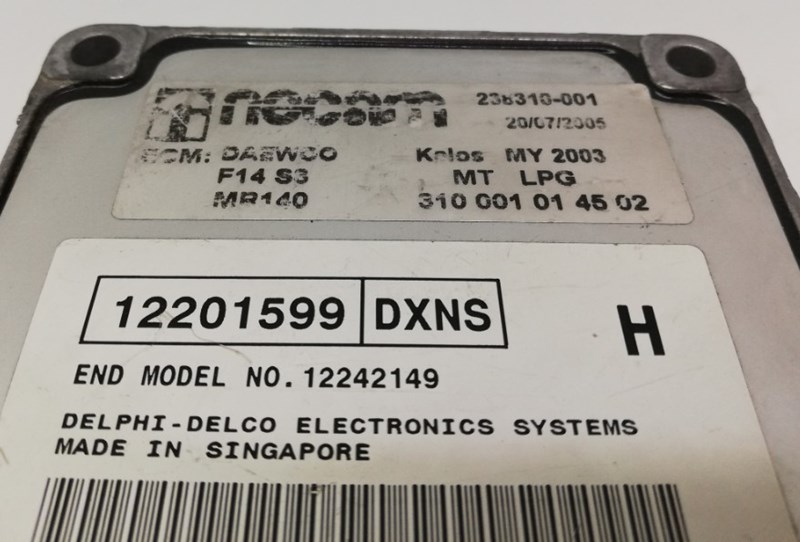 necam 238310-001
20/07/2005
ECM: DAEWOO Kalos MY 2003
F14 S3 MT LPG
MR140 310 001 01 45 02
12201599 DXNS
H
END MODEL NO. 12242149
DELPHI-DELCO ELECTRONICS SYSTEMS
MADE IN SINGAPORE